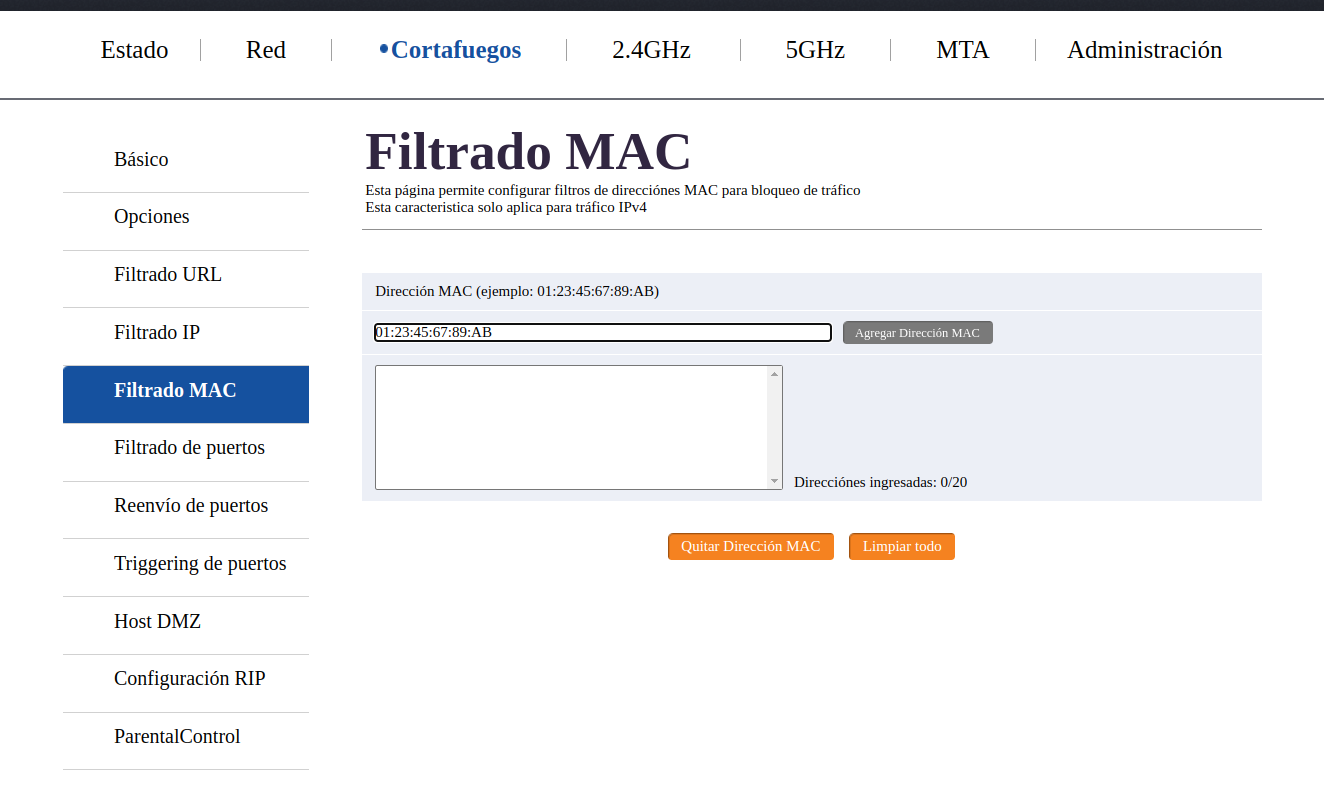 Estado Red Cortafuegos 2.4GHz 5GHz MTA Administración
Básico
Opciones
Filtrado URL
Filtrado IP
Filtrado MAC
Filtrado de puertos
Reenvío de puertos
Triggering de puertos
Host DMZ
Configuración RIP
ParentalControl
Filtrado MAC
Esta página permite configurar filtros de direcciónes MAC para bloqueo de tráfico
Esta caracteristica solo aplica para tráfico IPv4
Dirección MAC (ejemplo: 01:23:45:67:89:AB)
01:23:45:67:89:AB Agregar Dirección MAC
Direcciónes ingresadas: 0/20
Quitar Dirección MAC Limpiar todo